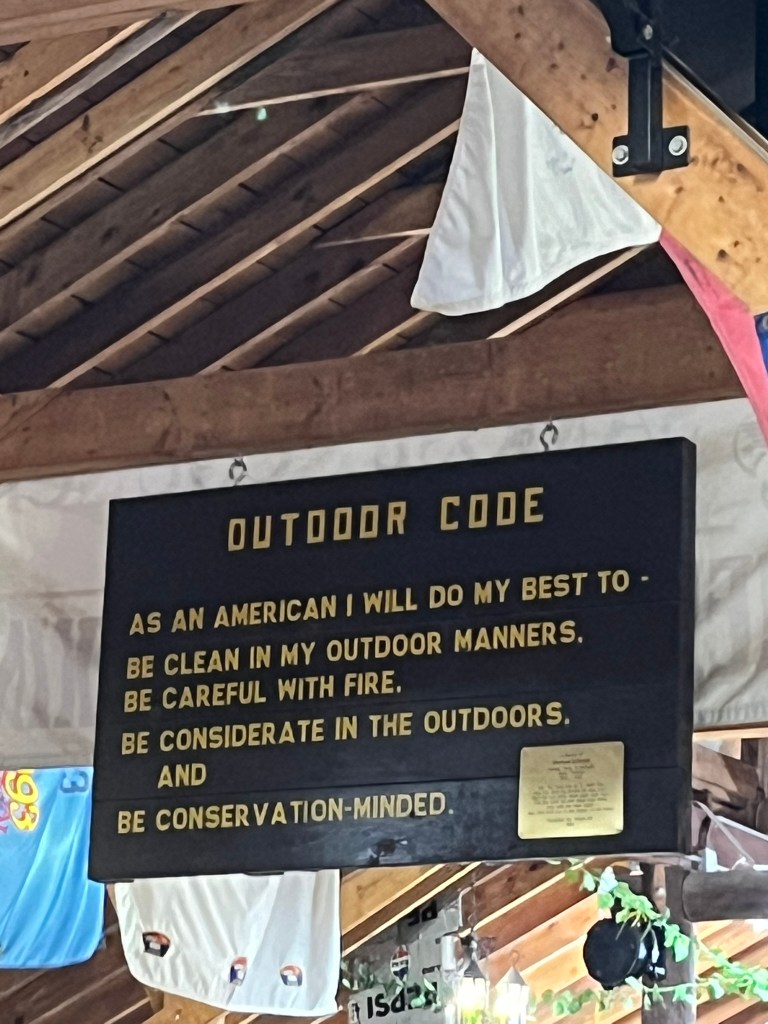 OUTDOOR CODE
AS AN AMERICAN I WILL DO MY BEST TO -
BE CLEAN IN MY OUTDOOR MANNERS.
BE CAREFUL WITH FIRE.
BE CONSIDERATE IN THE OUTDOORS.
AND
BE CONSERVATION-MINDED.
PEPSI